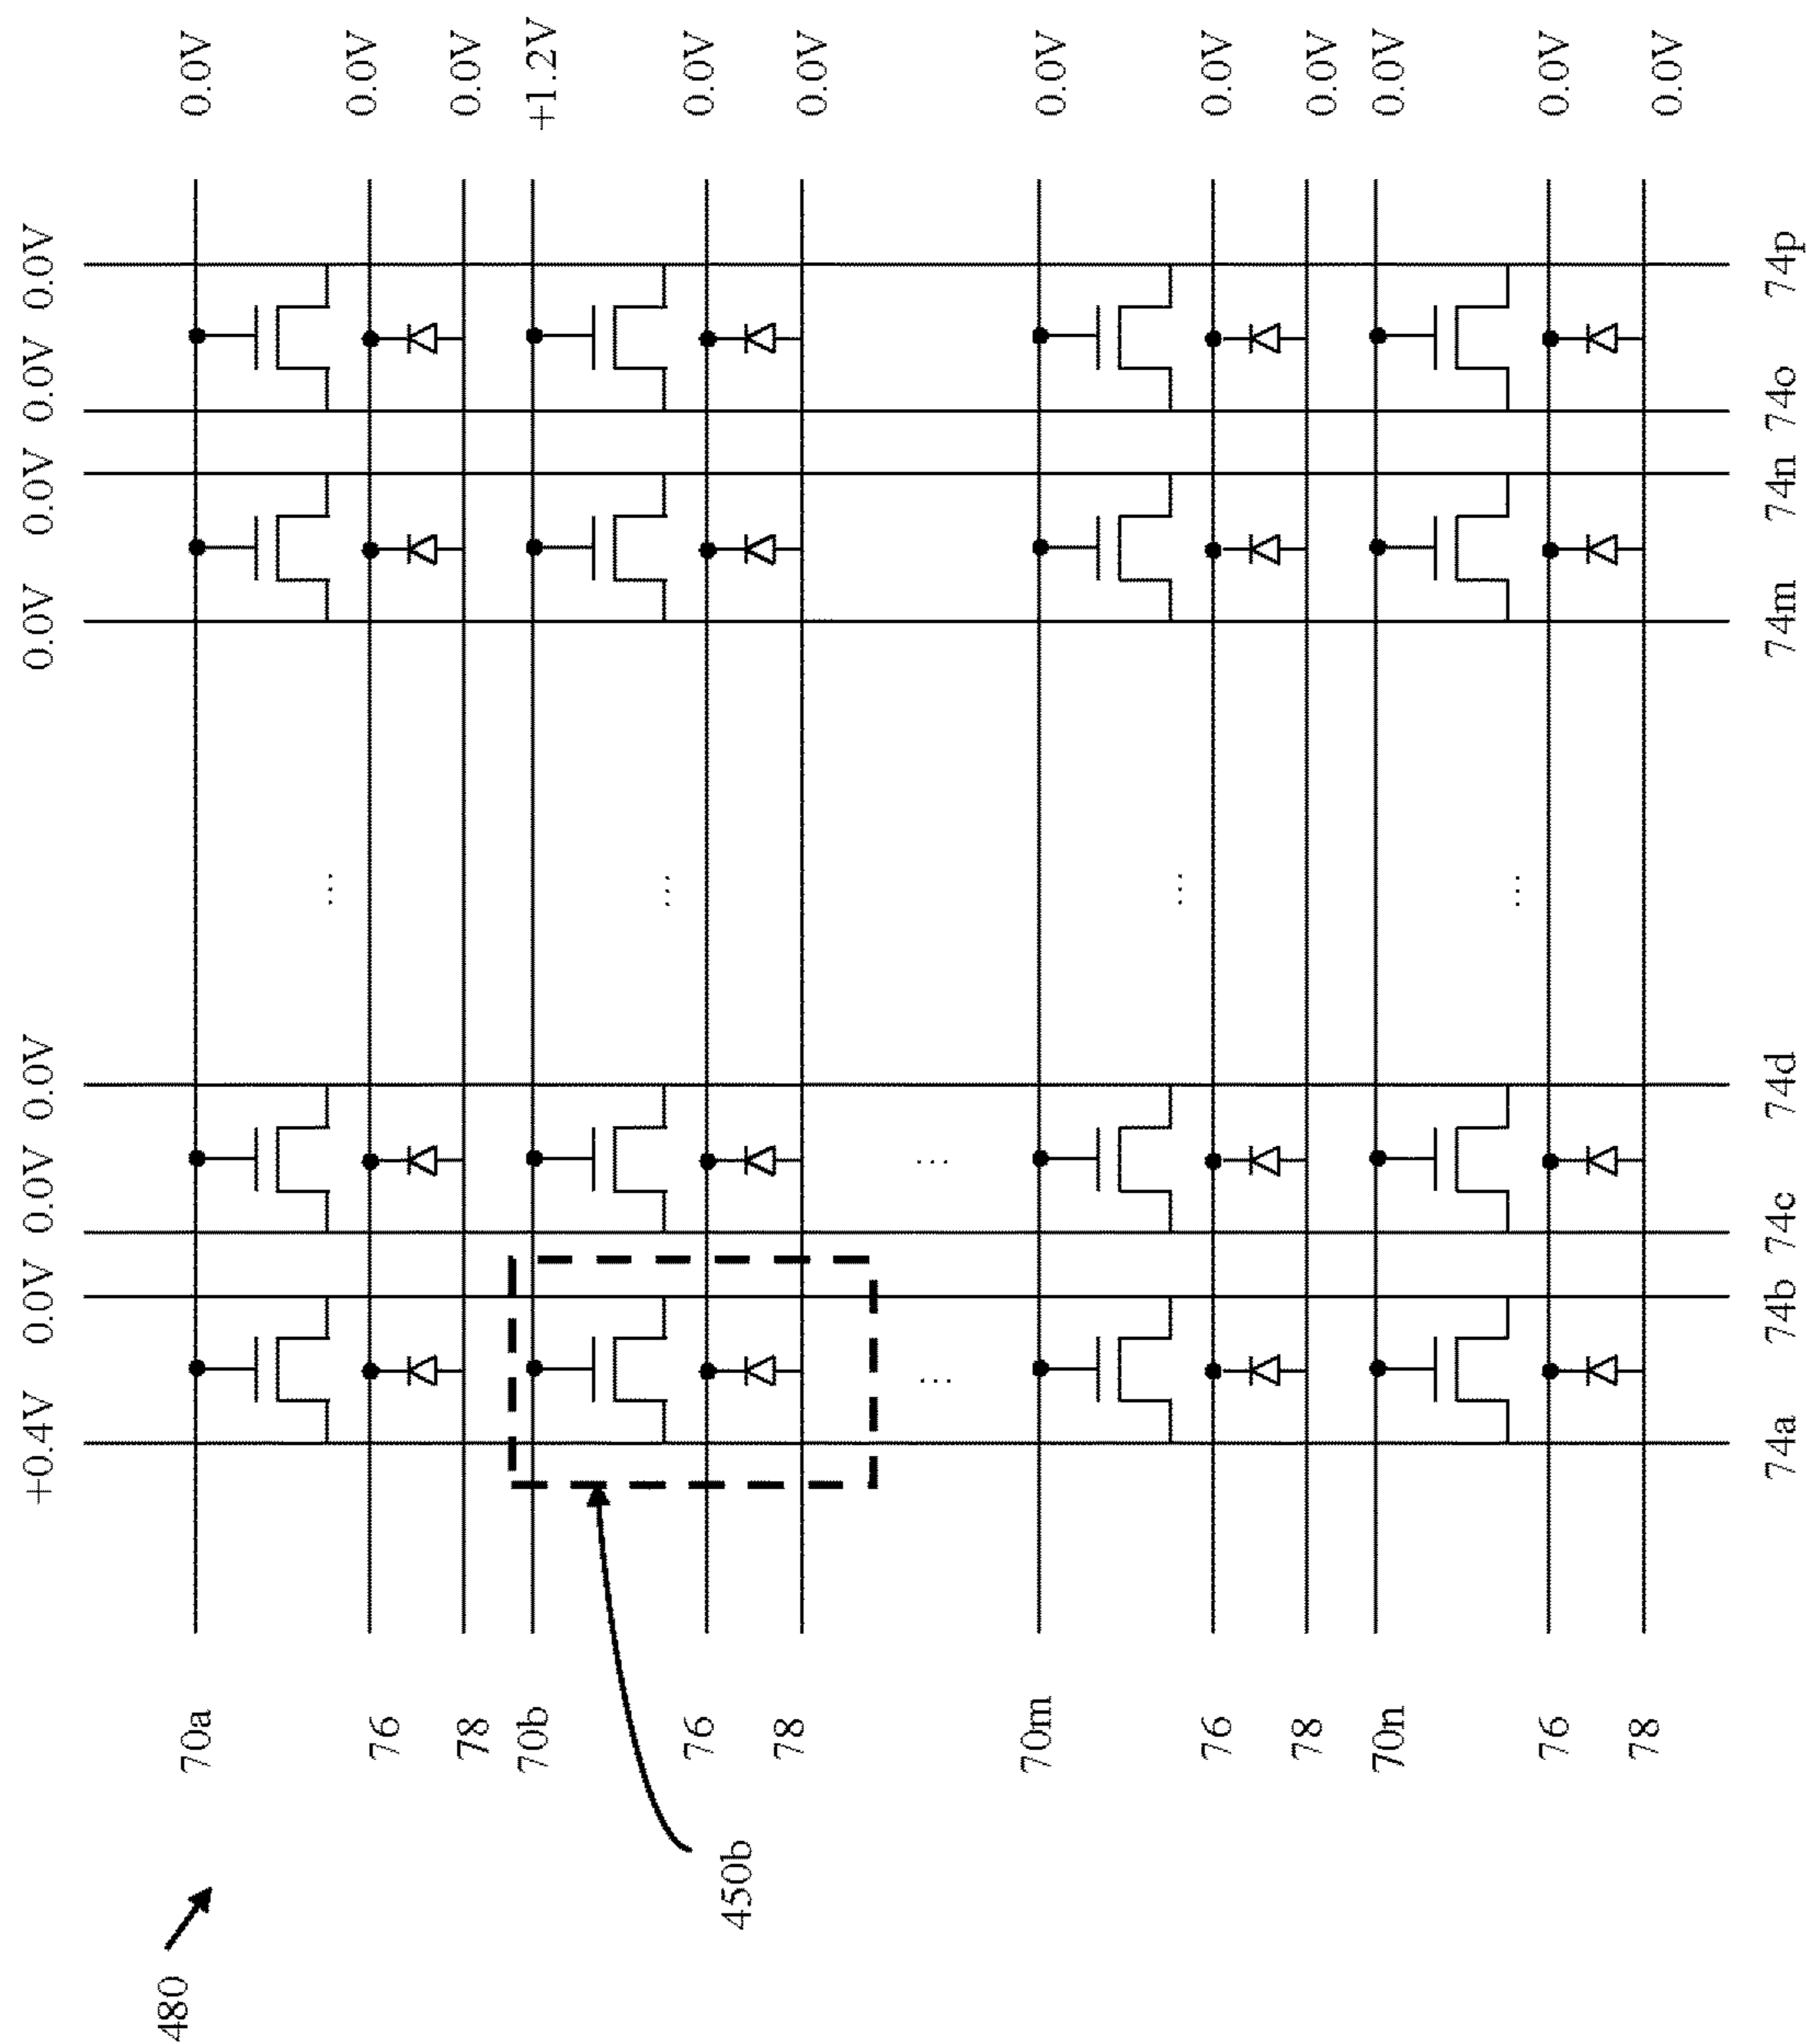 +0.4V 0.0V 0.0V 0.0V 0.0V 0.0V 0.0V 0.0V
480
70a 0.0V
76 0.0V
78 0.0V
70b +1.2V
76 0.0V
450b
78 0.0V
... ... ... ...
... ...
70m 0.0V
76 0.0V
78 0.0V
70n 0.0V
76 0.0V
78 0.0V
74a 74b 74c 74d 74m 74n 74o 74p